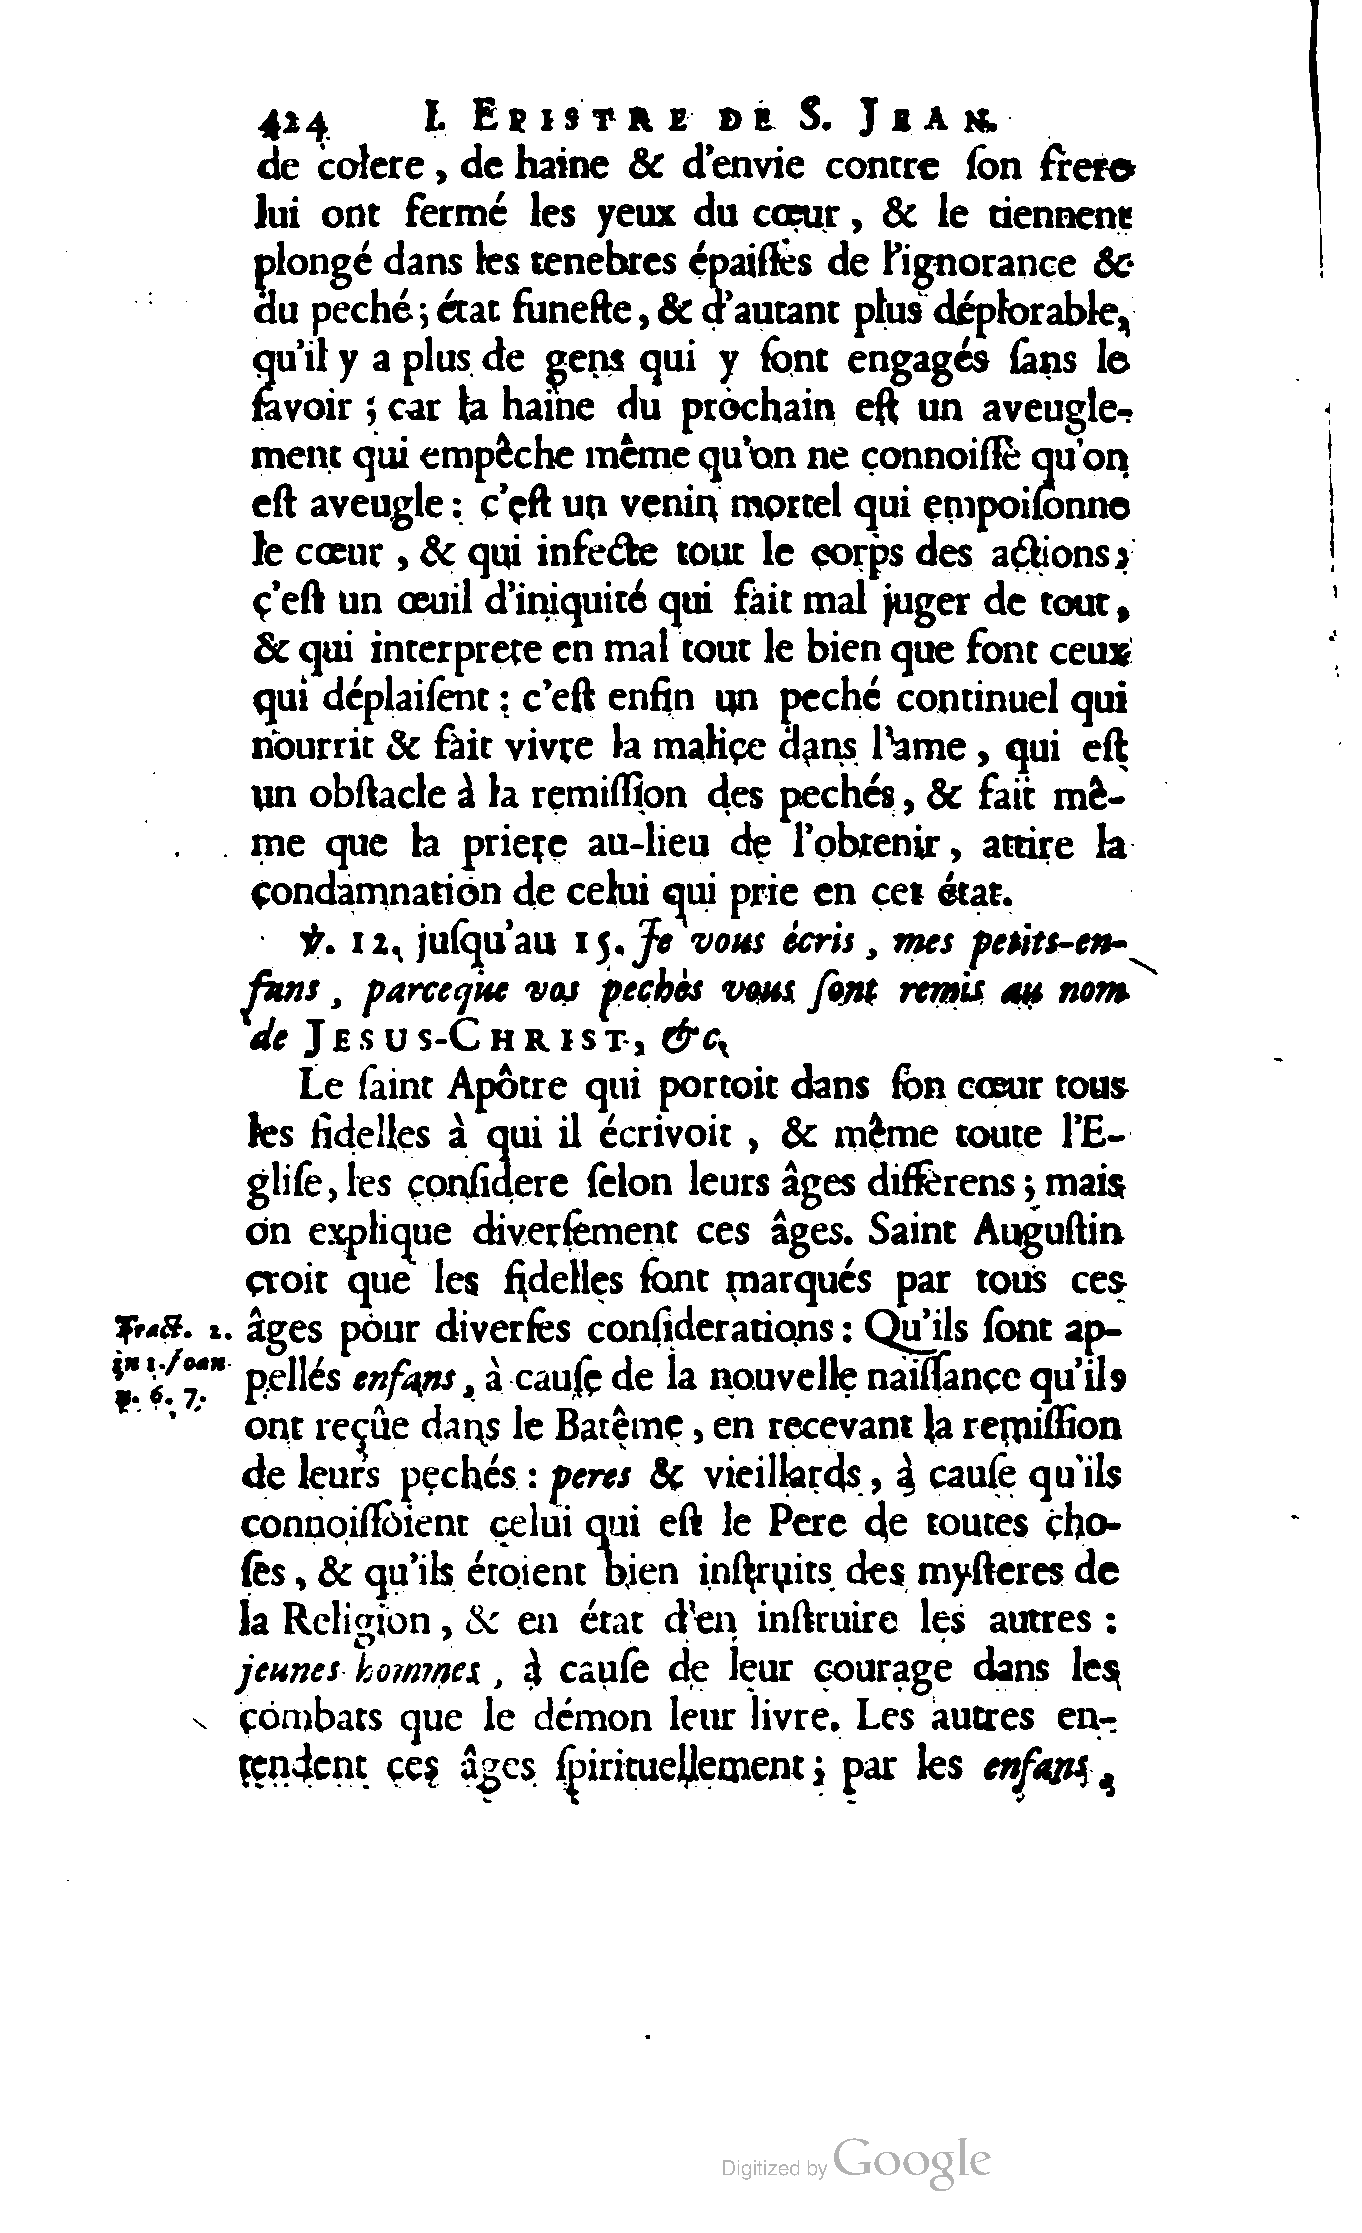 424 I. EPISTRE DE S. JEAN.
de colere, de haine & d'envie contre ſon frere
lui ont fermé les yeux du cœur, & le tiennent
plongé dans les tenebres épaiſſes de l'ignorance &
du peché; état funeſte, & d'autant plus déplorable,
qu'il y a plus de gens qui y ſont engagés ſans le
ſavoir; car la haine du prochain eſt un aveugle-
ment qui empêche même qu'on ne connoiſſe qu'on
eſt aveugle: c'eſt un venin mortel qui empoiſonne
le cœur, & qui infecte tout le corps des actions;
c'eſt un œuil d'iniquité qui fait mal juger de tout,
& qui interprete en mal tout le bien que font ceux
qui déplaiſent; c'eſt enfin un peché continuel qui
nourrit & fait vivre la malice dans l'ame, qui eſt
un obſtacle à la remiſſion des pechés, & fait mê-
me que la priere au-lieu de l'obtenir, attire la
condamnation de celui qui prie en cet état.
℣. 12. juſqu'au 15. Je vous écris, mes petits-en-
fans, parceque vos pechés vous ſont remis au nom
de JESUS-CHRIST, &c.
Le ſaint Apôtre qui portoit dans ſon cœur tous
les fidelles à qui il écrivoit, & même toute l'E-
gliſe, les conſidere ſelon leurs âges differens; mais
on explique diverſement ces âges. Saint Auguſtin
croit que les fidelles ſont marqués par tous ces
âges pour diverſes conſiderations: Qu'ils ſont ap-
pellés enfans, à cauſe de la nouvelle naiſſance qu'ils
ont reçûe dans le Batême, en recevant la remiſſion
de leurs pechés: peres & vieillards, à cauſe qu'ils
connoiſſoient celui qui eſt le Pere de toutes cho-
ſes, & qu'ils étoient bien inſtruits des myſteres de
la Religion, & en état d'en inſtruire les autres:
jeunes hommes, à cauſe de leur courage dans les
combats que le démon leur livre. Les autres en-
tendent ces âges ſpirituellement; par les enfans,
Tract. 2.
in 1. Joan
n. 6. 7.
Digitized by Google